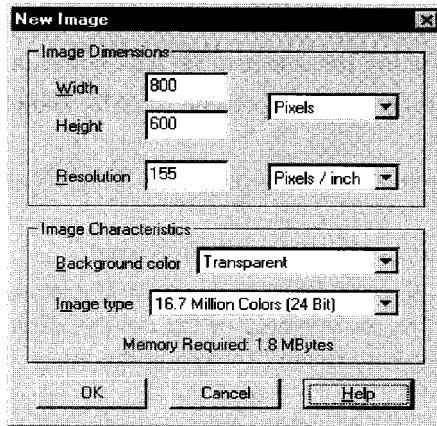 New Image
Image Dimensions
Width 800
Pixels
Height 600
Resolution 155 Pixels / inch
Image Characteristics
Background color Transparent
Image type 16.7 Million Colors (24 Bit)
Memory Required: 1.8 MBytes
OK Cancel Help